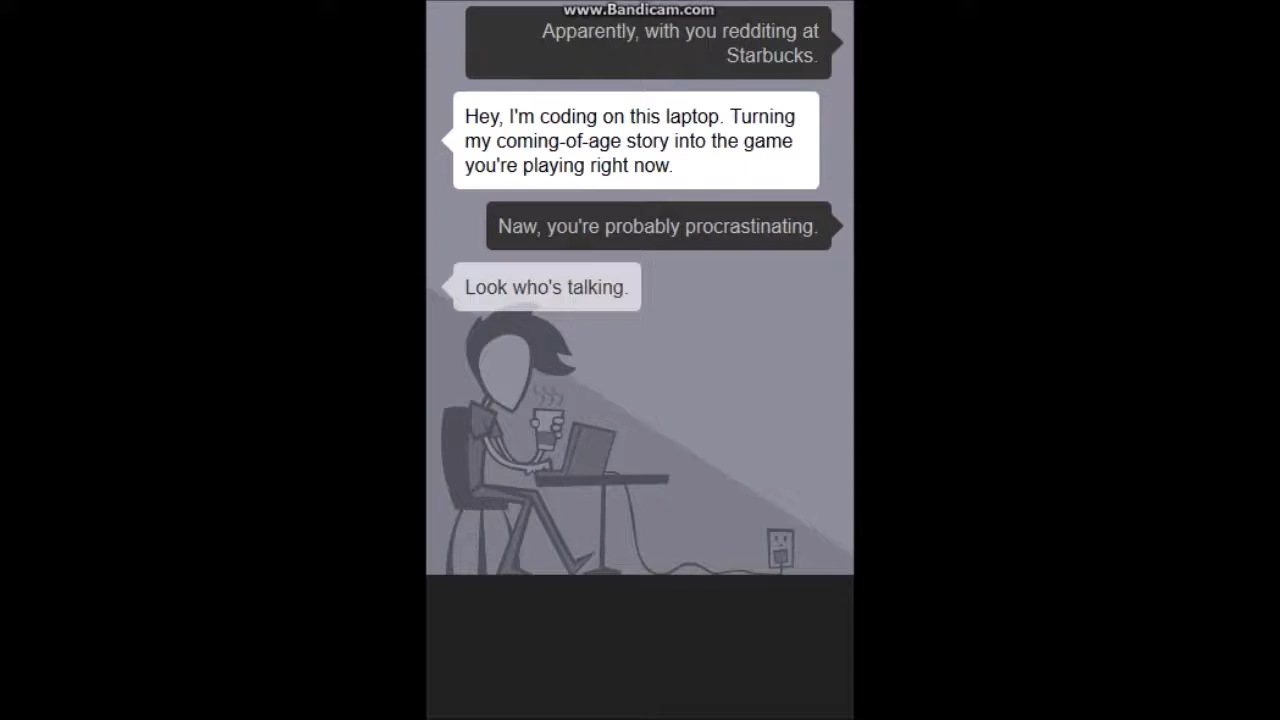 www.Bandicam.com
Apparently, with you redditing at
Starbucks.
Hey, I'm coding on this laptop. Turning
my coming-of-age story into the game
you're playing right now.
Naw, you're probably procrastinating.
Look who's talking.